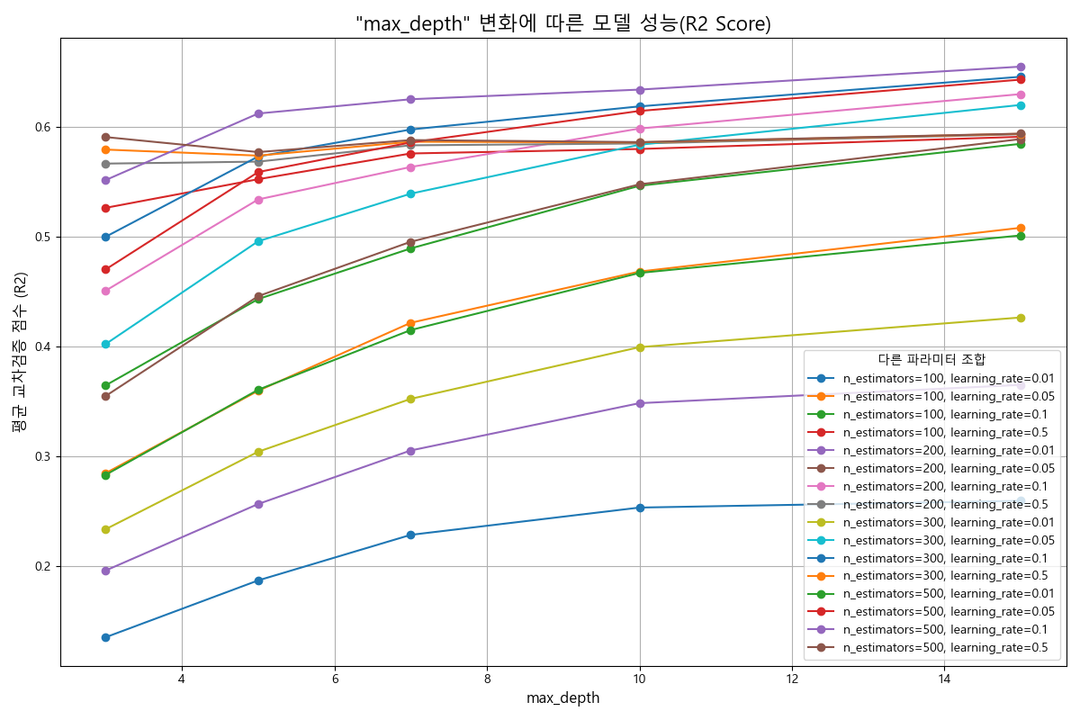 "max_depth" 변화에 따른 모델 성능(R2 Score)
평균 교차검증 점수 (R2)
0.6
0.5
0.4
0.3
0.2
4
6
8
10
12
14
max_depth
다른 파라미터 조합
n_estimators=100, learning_rate=0.01
n_estimators=100, learning_rate=0.05
n_estimators=100, learning_rate=0.1
n_estimators=100, learning_rate=0.5
n_estimators=200, learning_rate=0.01
n_estimators=200, learning_rate=0.05
n_estimators=200, learning_rate=0.1
n_estimators=200, learning_rate=0.5
n_estimators=300, learning_rate=0.01
n_estimators=300, learning_rate=0.05
n_estimators=300, learning_rate=0.1
n_estimators=300, learning_rate=0.5
n_estimators=500, learning_rate=0.01
n_estimators=500, learning_rate=0.05
n_estimators=500, learning_rate=0.1
n_estimators=500, learning_rate=0.5